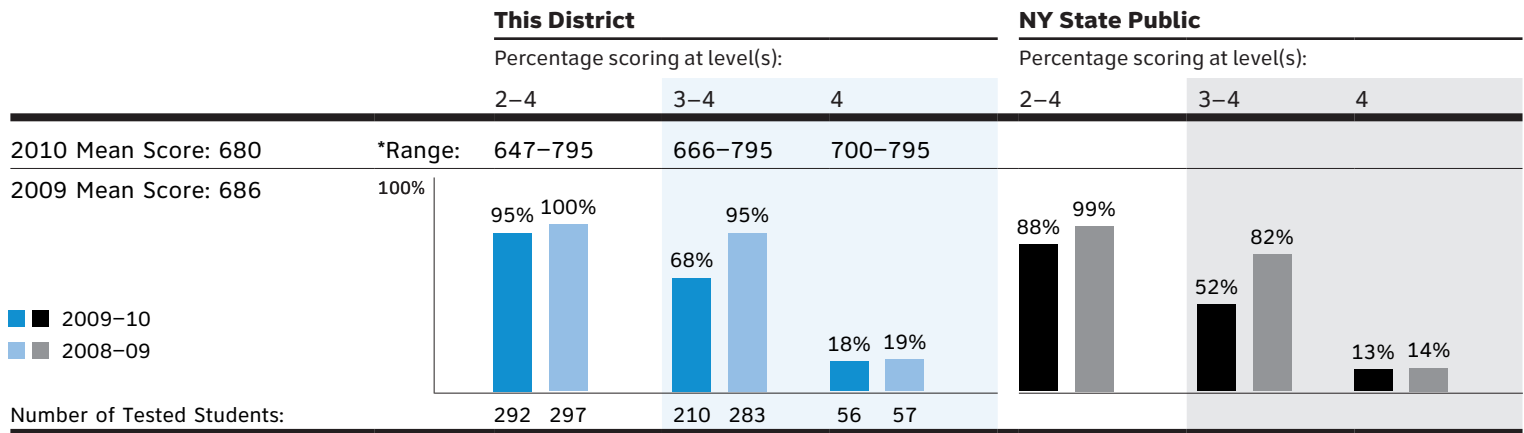 This District NY State Public
Percentage scoring at level(s): Percentage scoring at level(s):
2–4 3–4 4 2–4 3–4 4
2010 Mean Score: 680 *Range: 647–795 666–795 700–795
2009 Mean Score: 686 100%
95% 100% 68% 95% 18% 19% 88% 99% 52% 82% 13% 14%
2009–10
2008–09
Number of Tested Students: 292 297 210 283 56 57